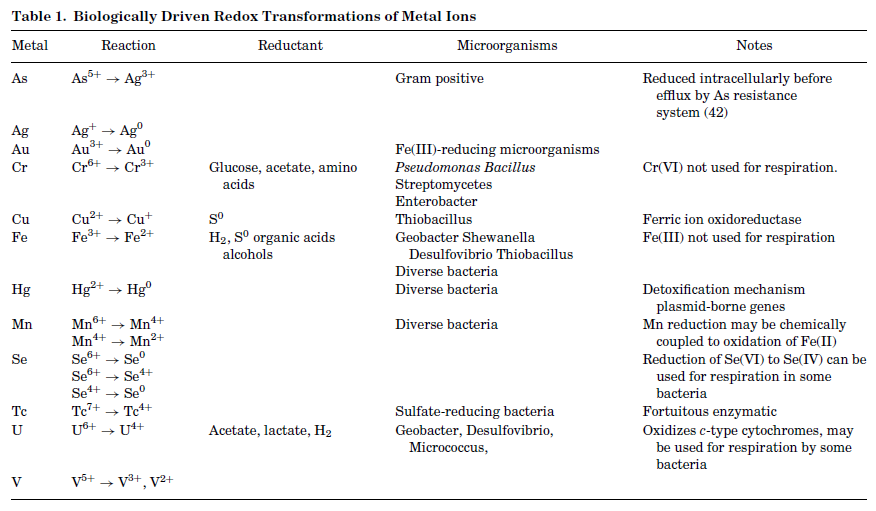 Table 1. Biologically Driven Redox Transformations of Metal Ions
Metal Reaction Reductant Microorganisms Notes
As As5+ → Ag3+ Gram positive Reduced intracellularly before
efflux by As resistance
system (42)
Ag Ag+ → Ag0
Au Au3+ → Au0 Fe(III)-reducing microorganisms
Cr Cr6+ → Cr3+ Glucose, acetate, amino Pseudomonas Bacillus Cr(VI) not used for respiration.
acids Streptomycetes
Enterobacter
Cu Cu2+ → Cu+ S0 Thiobacillus Ferric ion oxidoreductase
Fe Fe3+ → Fe2+ H2, S0 organic acids Geobacter Shewanella Fe(III) not used for respiration
alcohols Desulfovibrio Thiobacillus
Diverse bacteria
Hg Hg2+ → Hg0 Diverse bacteria Detoxification mechanism
plasmid-borne genes
Mn Mn6+ → Mn4+ Diverse bacteria Mn reduction may be chemically
Mn4+ → Mn2+ coupled to oxidation of Fe(II)
Se Se6+ → Se0 Reduction of Se(VI) to Se(IV) can be
Se6+ → Se4+ used for respiration in some
Se4+ → Se0 bacteria
Tc Tc7+ → Tc4+ Sulfate-reducing bacteria Fortuitous enzymatic
U U6+ → U4+ Acetate, lactate, H2 Geobacter, Desulfovibrio, Oxidizes c-type cytochromes, may
Micrococcus, be used for respiration by some
bacteria
V V5+ → V3+, V2+